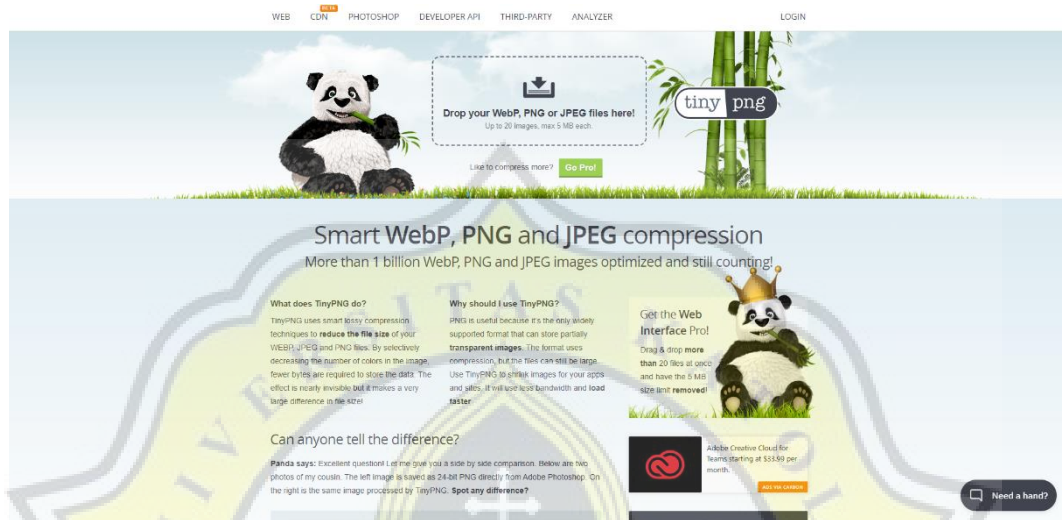 WEB CDN BETA PHOTOSHOP DEVELOPER API THIRD-PARTY ANALYZER LOGIN
Drop your WebP, PNG or JPEG files here!
Up to 20 images, max 5 MB each.
tiny png
Like to compress more? Go Pro!
Smart WebP, PNG and JPEG compression
More than 1 billion WebP, PNG and JPEG images optimized and still counting!
What does TinyPNG do?
TinyPNG uses smart lossy compression
techniques to reduce the file size of your
WEBP, JPEG and PNG files. By selectively
decreasing the number of colors in the image,
fewer bytes are required to store the data. The
effect is nearly invisible but it makes a very
large difference in file size!
Why should I use TinyPNG?
PNG is useful because it's the only widely
supported format that can store partially
transparent images. The format uses
compression, but the files can still be large.
Use TinyPNG to shrink images for your apps
and sites. It will use less bandwidth and load
faster.
Get the Web
Interface Pro!
Drag & drop more
than 20 files at once
and have the 5 MB
size limit removed!
Can anyone tell the difference?
Panda says: Excellent question! Let me give you a side by side comparison. Below are two
photos of my cousin. The left image is saved as 24-bit PNG directly from Adobe Photoshop. On
the right is the same image processed by TinyPNG. Spot any difference?
Adobe Creative Cloud for
Teams starting at $33.99 per
month.
ADS VIA CARBON
Need a hand?